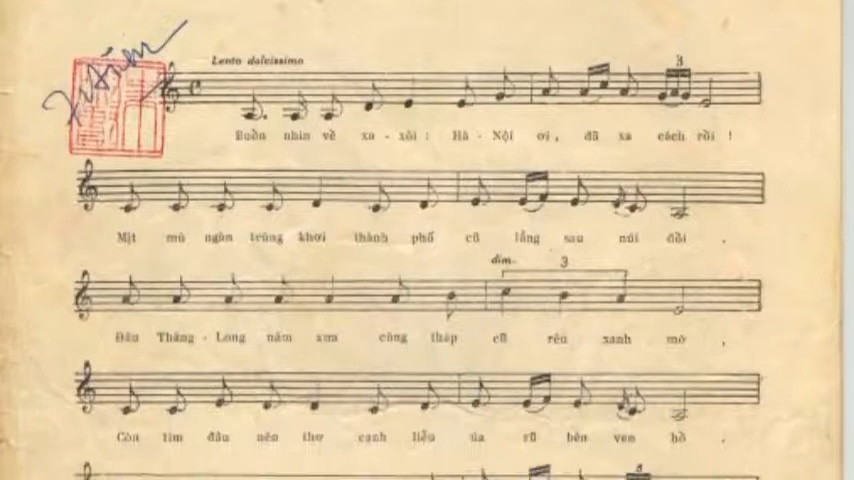 Lento dolcissimo
3
Buồn nhìn về xa - xôi : Hà - Nội ơi , đã xa cách rồi !
Mịt mù ngàn trùng khơi thành phố cũ lắng sau núi đồi .
dim. 3
Đâu Thăng - Long năm xưa cùng tháp cũ rêu xanh mờ ,
Còn tìm đâu nên thơ cạnh liễu úa rũ bên ven hồ .